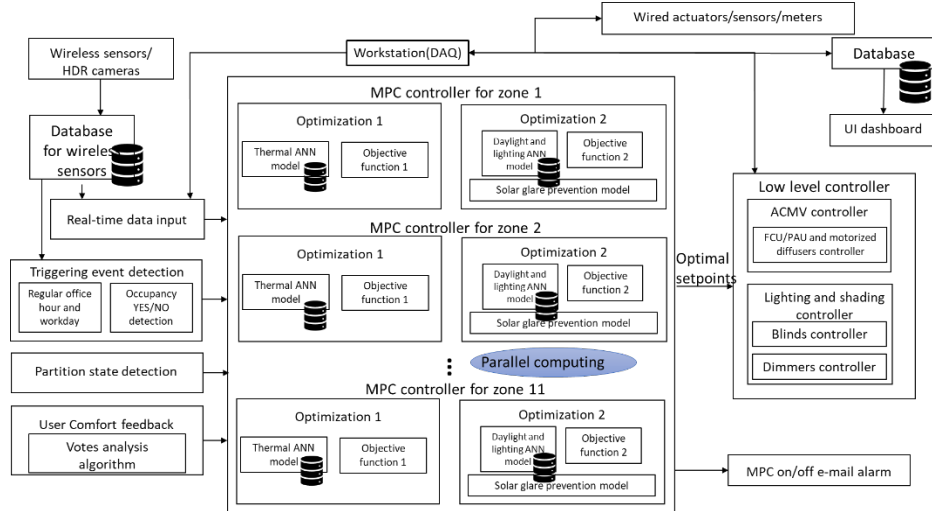 Wired actuators/sensors/meters
Wireless sensors/
HDR cameras
Workstation(DAQ)
Database
UI dashboard
Database
for wireless
sensors
Real-time data input
Triggering event detection
Regular office
hour and
workday
Occupancy
YES/NO
detection
Partition state detection
User Comfort feedback
Votes analysis
algorithm
MPC controller for zone 1
Optimization 1
Thermal ANN
model
Objective
function 1
Optimization 2
Daylight and
lighting ANN
model
Objective
function 2
Solar glare prevention model
MPC controller for zone 2
Optimization 1
Thermal ANN
model
Objective
function 1
Optimization 2
Daylight and
lighting ANN
model
Objective
function 2
Solar glare prevention model
Parallel computing
MPC controller for zone 11
Optimization 1
Thermal ANN
model
Objective
function 1
Optimization 2
Daylight and
lighting ANN
model
Objective
function 2
Solar glare prevention model
Optimal
setpoints
Low level controller
ACMV controller
FCU/PAU and motorized
diffusers controller
Lighting and shading
controller
Blinds controller
Dimmers controller
MPC on/off e-mail alarm